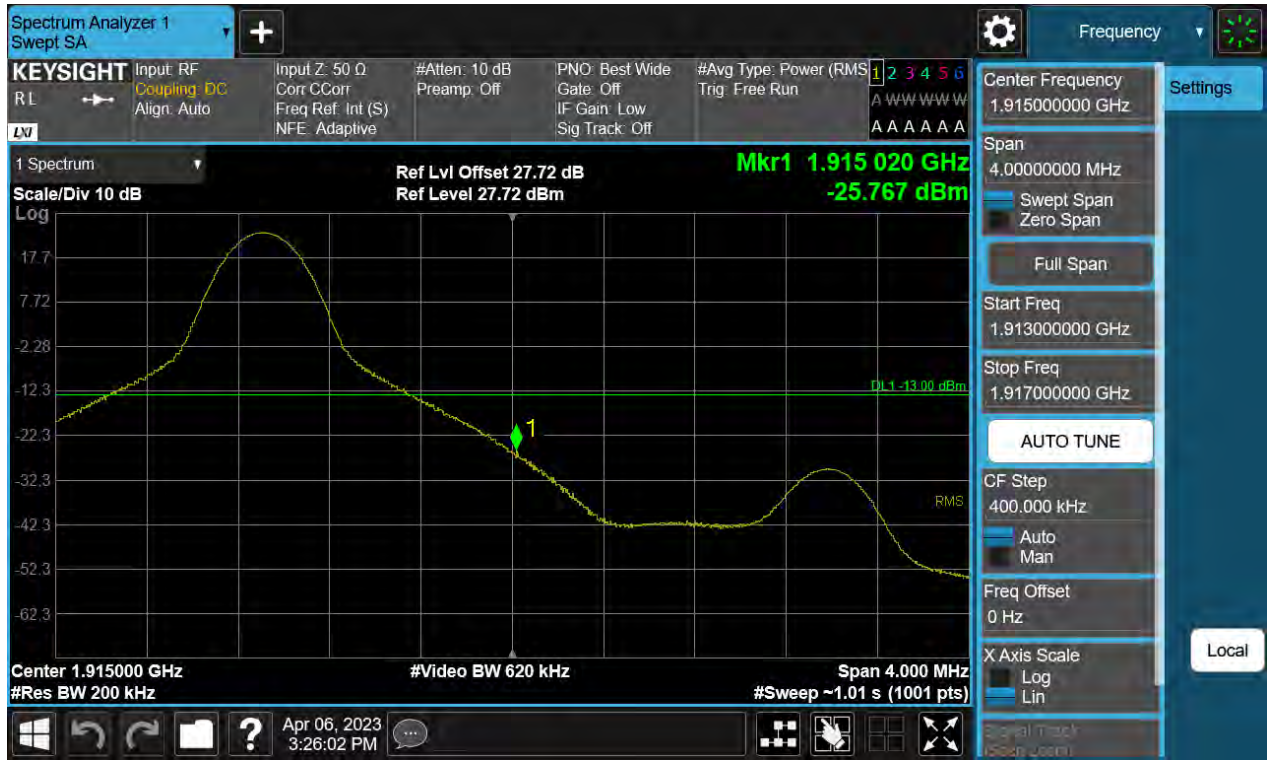 Spectrum Analyzer 1
Swept SA
+
Frequency
KEYSIGHT
RL
LXI
Input: RF
Coupling: DC
Align: Auto
Input Z: 50 Ω
Corr CCorr
Freq Ref: Int (S)
NFE: Adaptive
#Atten: 10 dB
Preamp: Off
PNO: Best Wide
Gate: Off
IF Gain: Low
Sig Track: Off
#Avg Type: Power (RMS
Trig: Free Run
1 2 3 4 5 6
A W W W W W
A A A A A A
1 Spectrum
Scale/Div 10 dB
Log
Ref Lvl Offset 27.72 dB
Ref Level 27.72 dBm
Mkr1 1.915 020 GHz
-25.767 dBm
17.7
7.72
-2.28
-12.3
-22.3
-32.3
-42.3
-52.3
-62.3
DL1 -13.00 dBm
1
RMS
Center 1.915000 GHz
#Res BW 200 kHz
#Video BW 620 kHz
Span 4.000 MHz
#Sweep ~1.01 s (1001 pts)
?
Apr 06, 2023
3:26:02 PM
Center Frequency
1.915000000 GHz
Settings
Span
4.00000000 MHz
Swept Span
Zero Span
Full Span
Start Freq
1.913000000 GHz
Stop Freq
1.917000000 GHz
AUTO TUNE
CF Step
400.000 kHz
Auto
Man
Freq Offset
0 Hz
X Axis Scale
Log
Lin
Local
Signal Track
(Span Zoom)